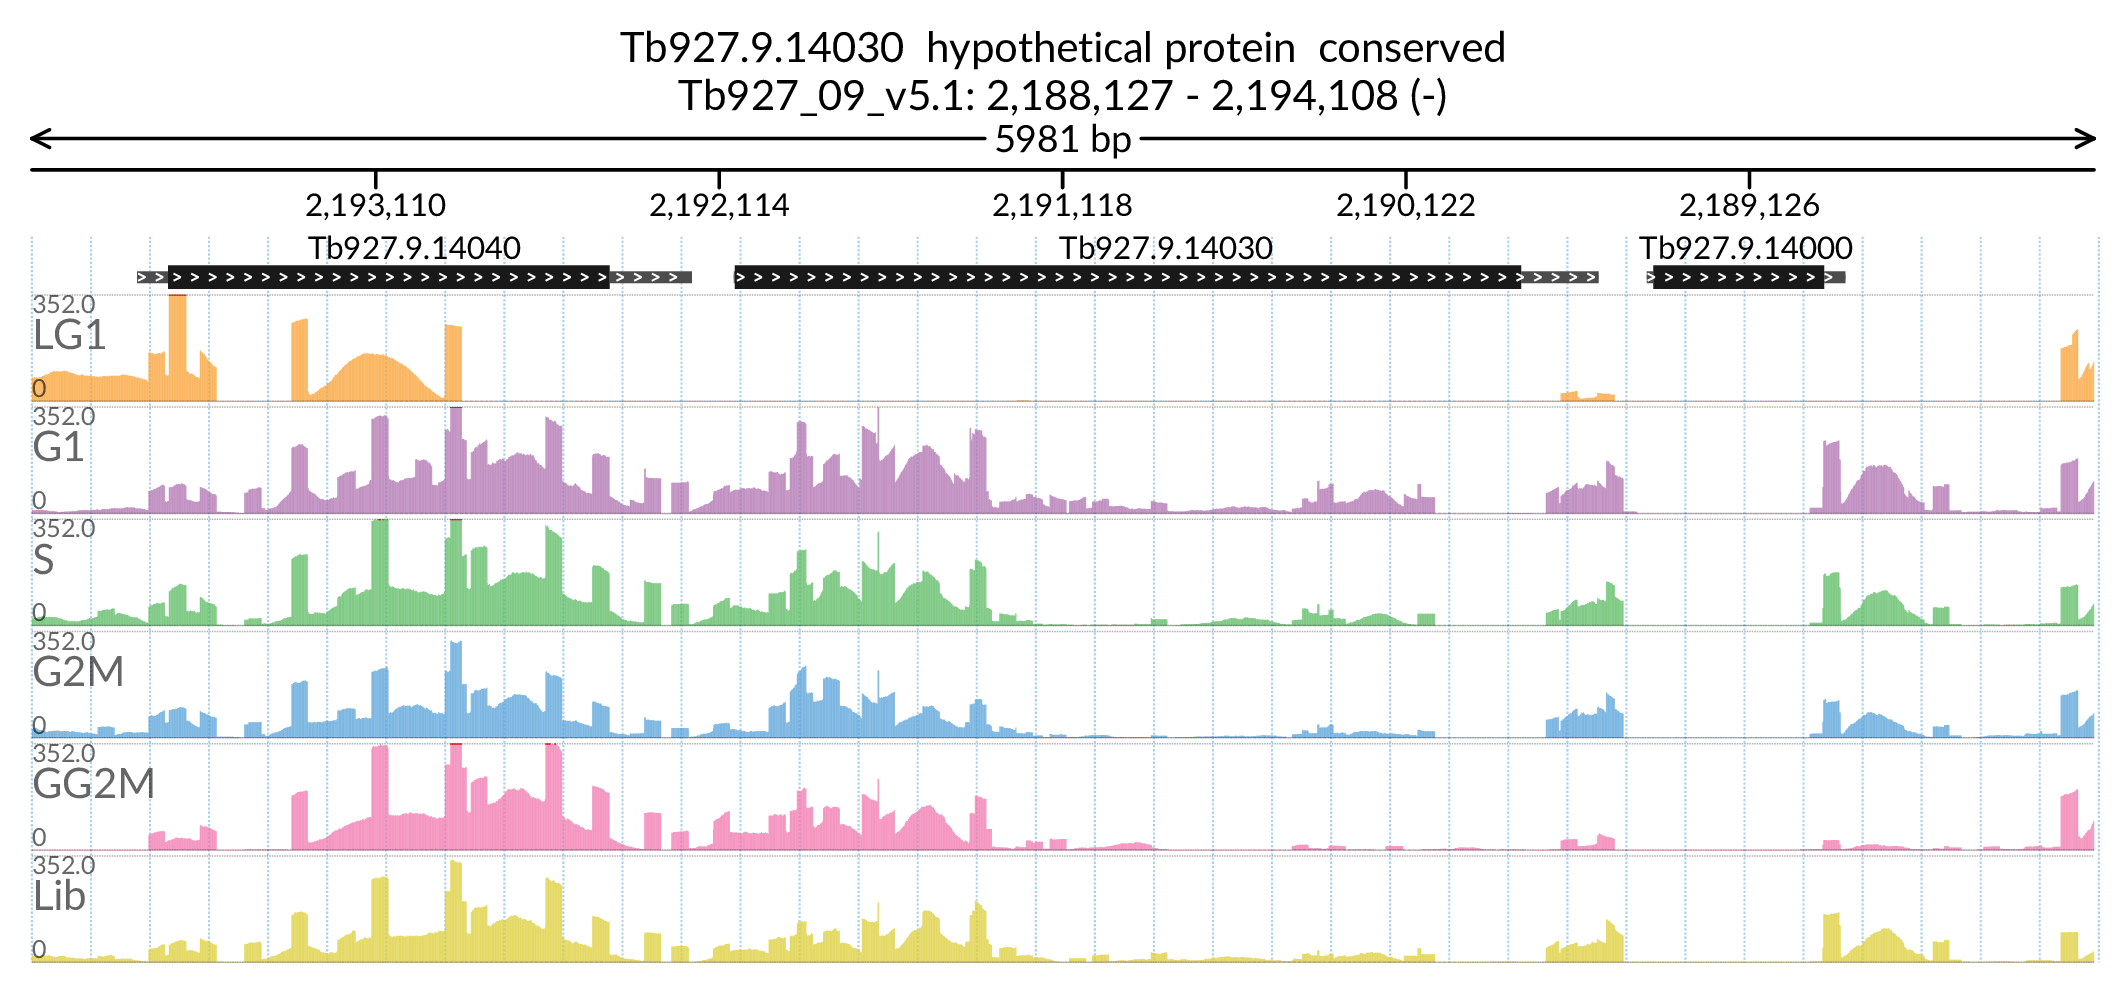 Tb927.9.14030  hypothetical protein  conserved
Tb927_09_v5.1: 2,188,127 - 2,194,108 (-)
5981 bp
2,193,110 2,192,114 2,191,118 2,190,122 2,189,126
Tb927.9.14040 Tb927.9.14030 Tb927.9.14000
352.0
LG1
0
352.0
G1
0
352.0
S
0
352.0
G2M
0
352.0
GG2M
0
352.0
Lib
0